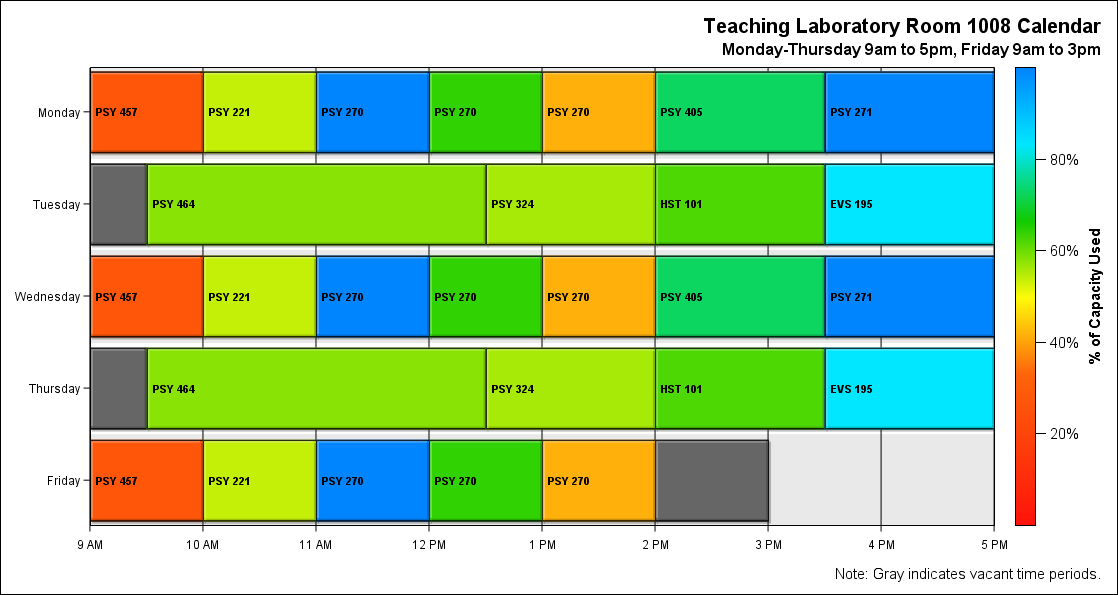 Teaching Laboratory Room 1008 Calendar
Monday-Thursday 9am to 5pm, Friday 9am to 3pm
Monday PSY 457 PSY 221 PSY 270 PSY 270 PSY 270 PSY 405 PSY 271
80%
Tuesday PSY 464 PSY 324 HST 101 EVS 195
60%
% of Capacity Used
Wednesday PSY 457 PSY 221 PSY 270 PSY 270 PSY 270 PSY 405 PSY 271
40%
Thursday PSY 464 PSY 324 HST 101 EVS 195
20%
Friday PSY 457 PSY 221 PSY 270 PSY 270 PSY 270
9 AM 10 AM 11 AM 12 PM 1 PM 2 PM 3 PM 4 PM 5 PM
Note: Gray indicates vacant time periods.